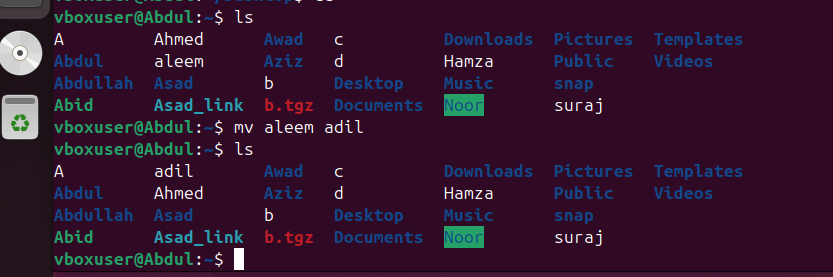 vboxuser@Abdul:~$ ls
A Ahmed Awad c Downloads Pictures Templates
Abdul aleem Aziz d Hamza Public Videos
Abdullah Asad b Desktop Music snap
Abid Asad_link b.tgz Documents Noor suraj
vboxuser@Abdul:~$ mv aleem adil
vboxuser@Abdul:~$ ls
A adil Awad c Downloads Pictures Templates
Abdul Ahmed Aziz d Hamza Public Videos
Abdullah Asad b Desktop Music snap
Abid Asad_link b.tgz Documents Noor suraj
vboxuser@Abdul:~$